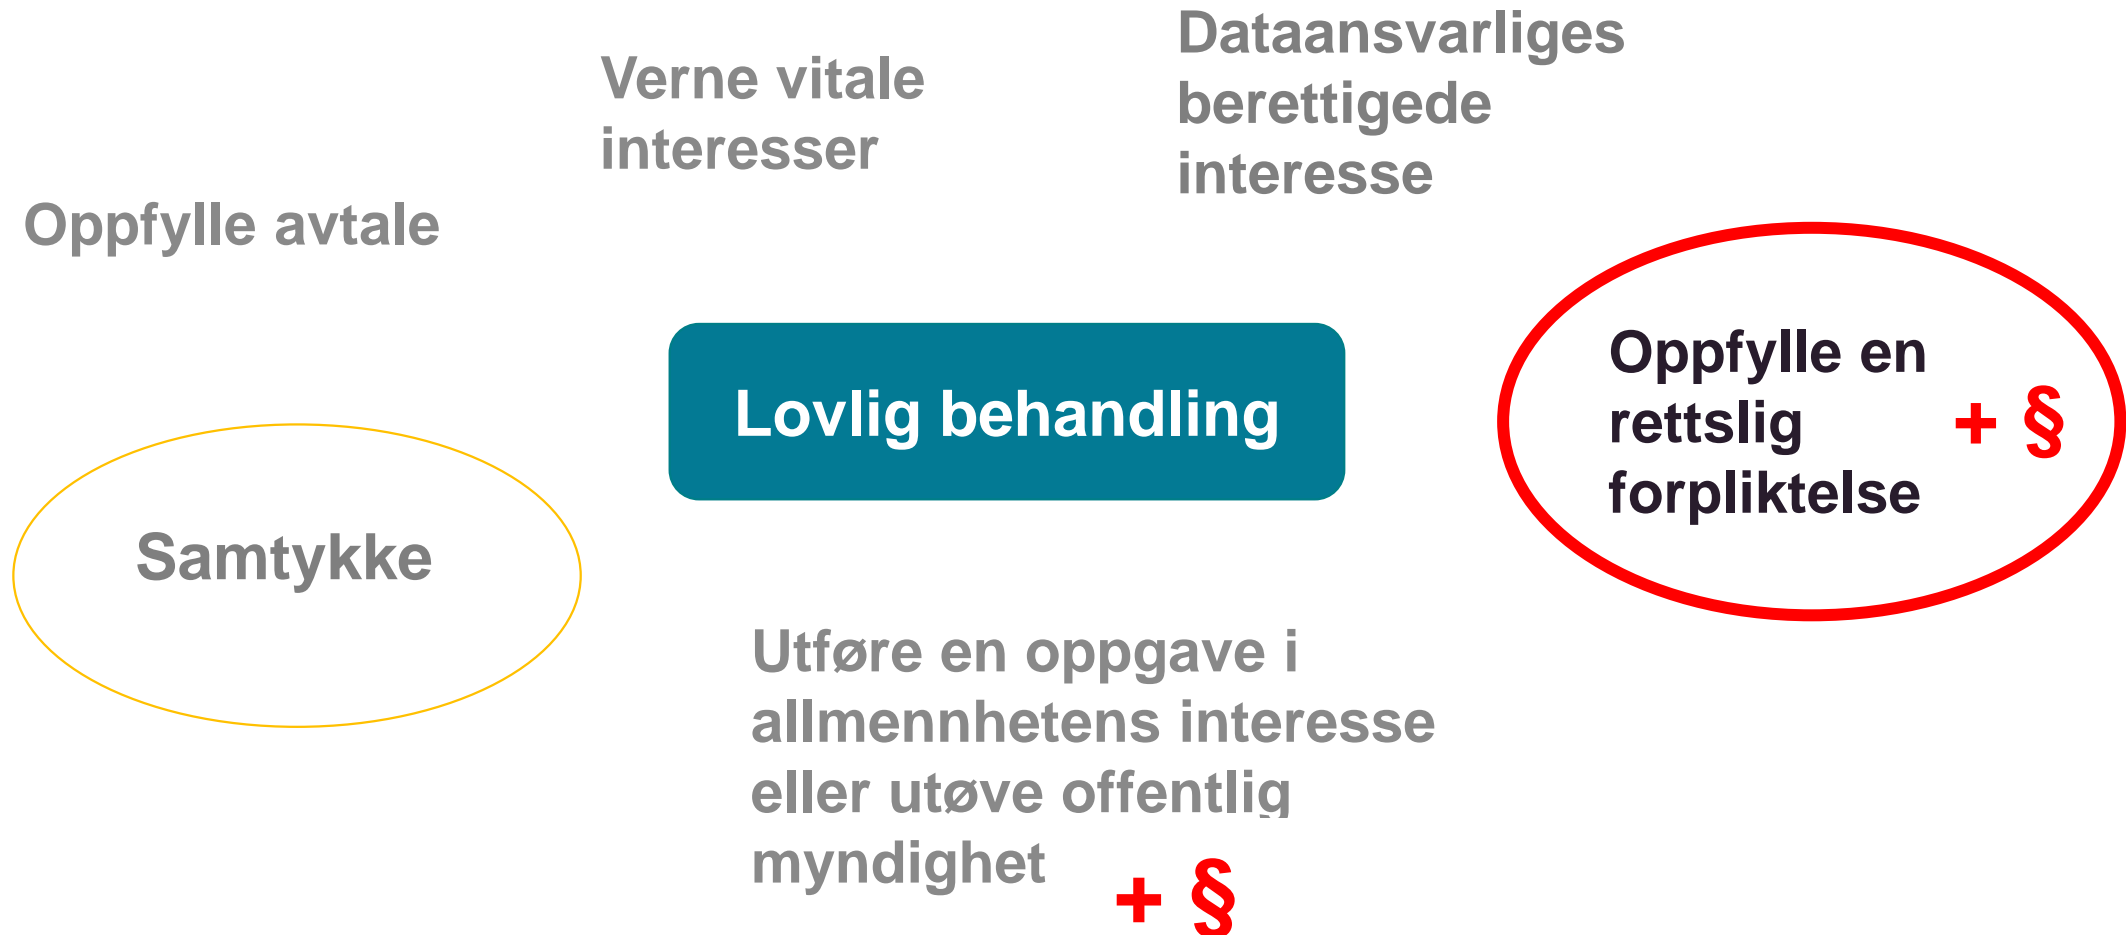 Dataansvarliges
berettigede
interesse
Verne vitale
interesser
Oppfylle avtale
Lovlig behandling
Oppfylle en
rettslig
forpliktelse
+ §
Samtykke
Utføre en oppgave i
allmennhetens interesse
eller utøve offentlig
myndighet
+ §